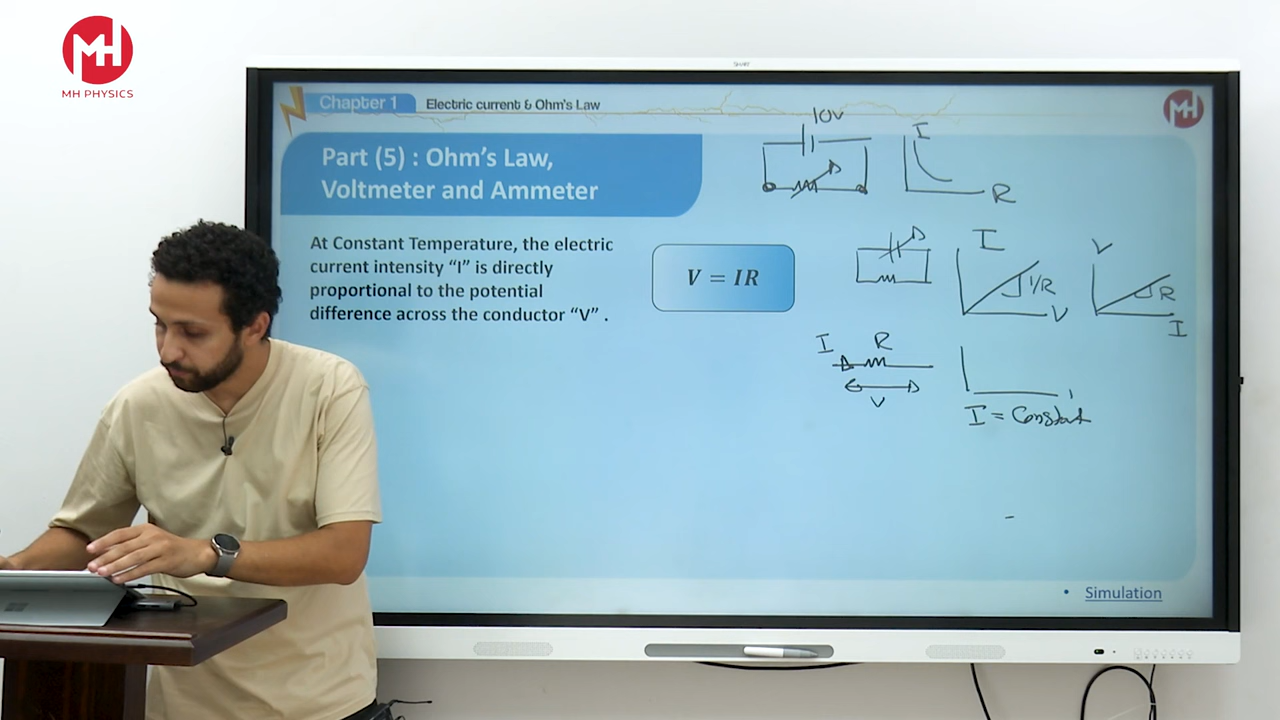 MH
MH PHYSICS
SMART
Chapter 1
Electric current & Ohm's Law
MH
Part (5) : Ohm's Law,
Voltmeter and Ammeter
At Constant Temperature, the electric
current intensity "I" is directly
proportional to the potential
difference across the conductor "V" .
V = IR
10V
I
R
I
1/R
V
V
R
I
I
R
V
I = Constant
• Simulation